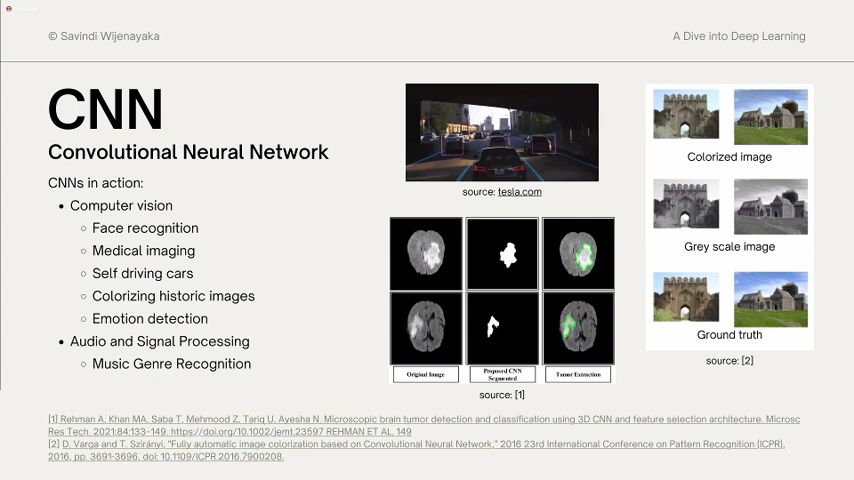 © Savindi Wijenayaka
A Dive into Deep Learning
CNN
Convolutional Neural Network
CNNs in action:
Computer vision
Face recognition
Medical imaging
Self driving cars
Colorizing historic images
Emotion detection
Audio and Signal Processing
Music Genre Recognition
source: tesla.com
Original Image
Proposed CNN
Segmented
Tumor Extraction
source: [1]
Colorized image
Grey scale image
Ground truth
source: [2]
[1] Rehman A, Khan MA, Saba T, Mehmood Z, Tariq U, Ayesha N. Microscopic brain tumor detection and classification using 3D CNN and feature selection architecture. Microsc
Res Tech. 2021;84:133–149. https://doi.org/10.1002/jemt.23597 REHMAN ET AL. 149
[2] D. Varga and T. Szirányi, "Fully automatic image colorization based on Convolutional Neural Network," 2016 23rd International Conference on Pattern Recognition (ICPR),
2016, pp. 3691-3696, doi: 10.1109/ICPR.2016.7900208.